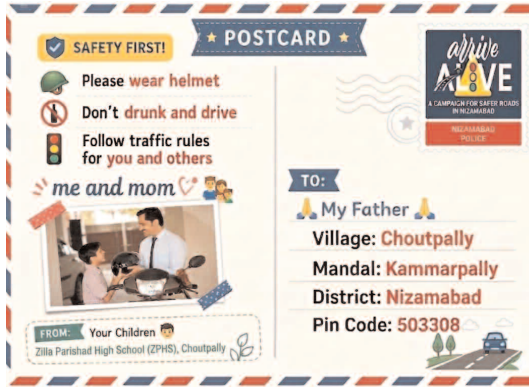 POSTCARD
SAFETY FIRST!
Please wear helmet
Don't drunk and drive
Follow traffic rules
for you and others
me and mom
FROM: Your Children
Zilla Parishad High School (ZPHS), Choutpally
arrive
ALIVE
A CAMPAIGN FOR SAFER ROADS
IN NIZAMABAD
NIZAMABAD
POLICE
TO:
My Father
Village: Choutpally
Mandal: Kammarpally
District: Nizamabad
Pin Code: 503308